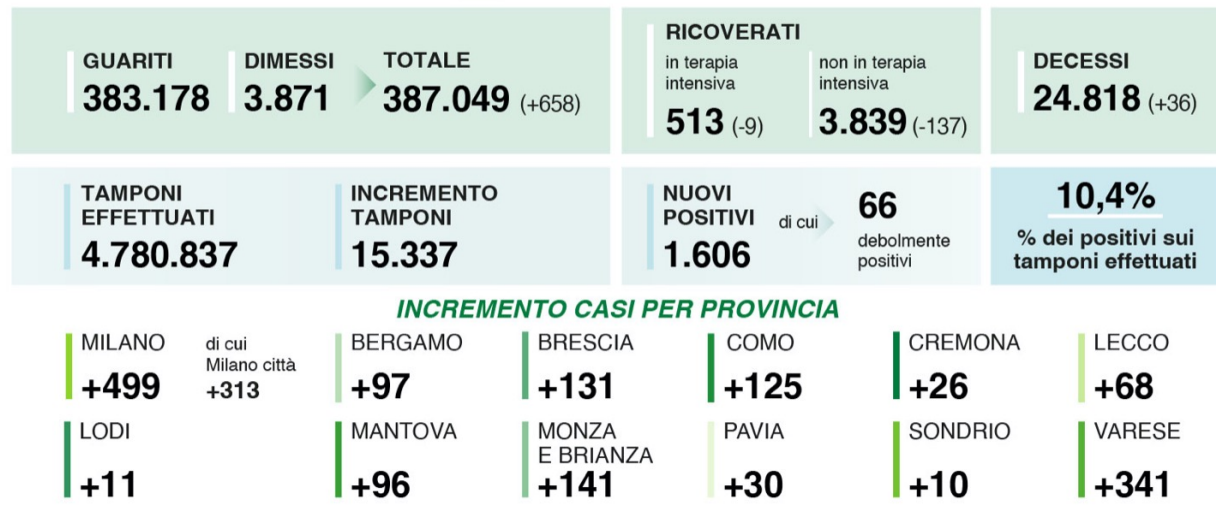 GUARITI
383.178
DIMESSI
3.871
TOTALE
387.049 (+658)
RICOVERATI
in terapia
intensiva
513 (-9)
non in terapia
intensiva
3.839 (-137)
DECESSI
24.818 (+36)
TAMPONI
EFFETTUATI
4.780.837
INCREMENTO
TAMPONI
15.337
NUOVI
POSITIVI
1.606
di cui
66
debolmente
positivi
10,4%
% dei positivi sui
tamponi effettuati
INCREMENTO CASI PER PROVINCIA
MILANO
+499
di cui
Milano città
+313
BERGAMO
+97
BRESCIA
+131
COMO
+125
CREMONA
+26
LECCO
+68
LODI
+11
MANTOVA
+96
MONZA
E BRIANZA
+141
PAVIA
+30
SONDRIO
+10
VARESE
+341